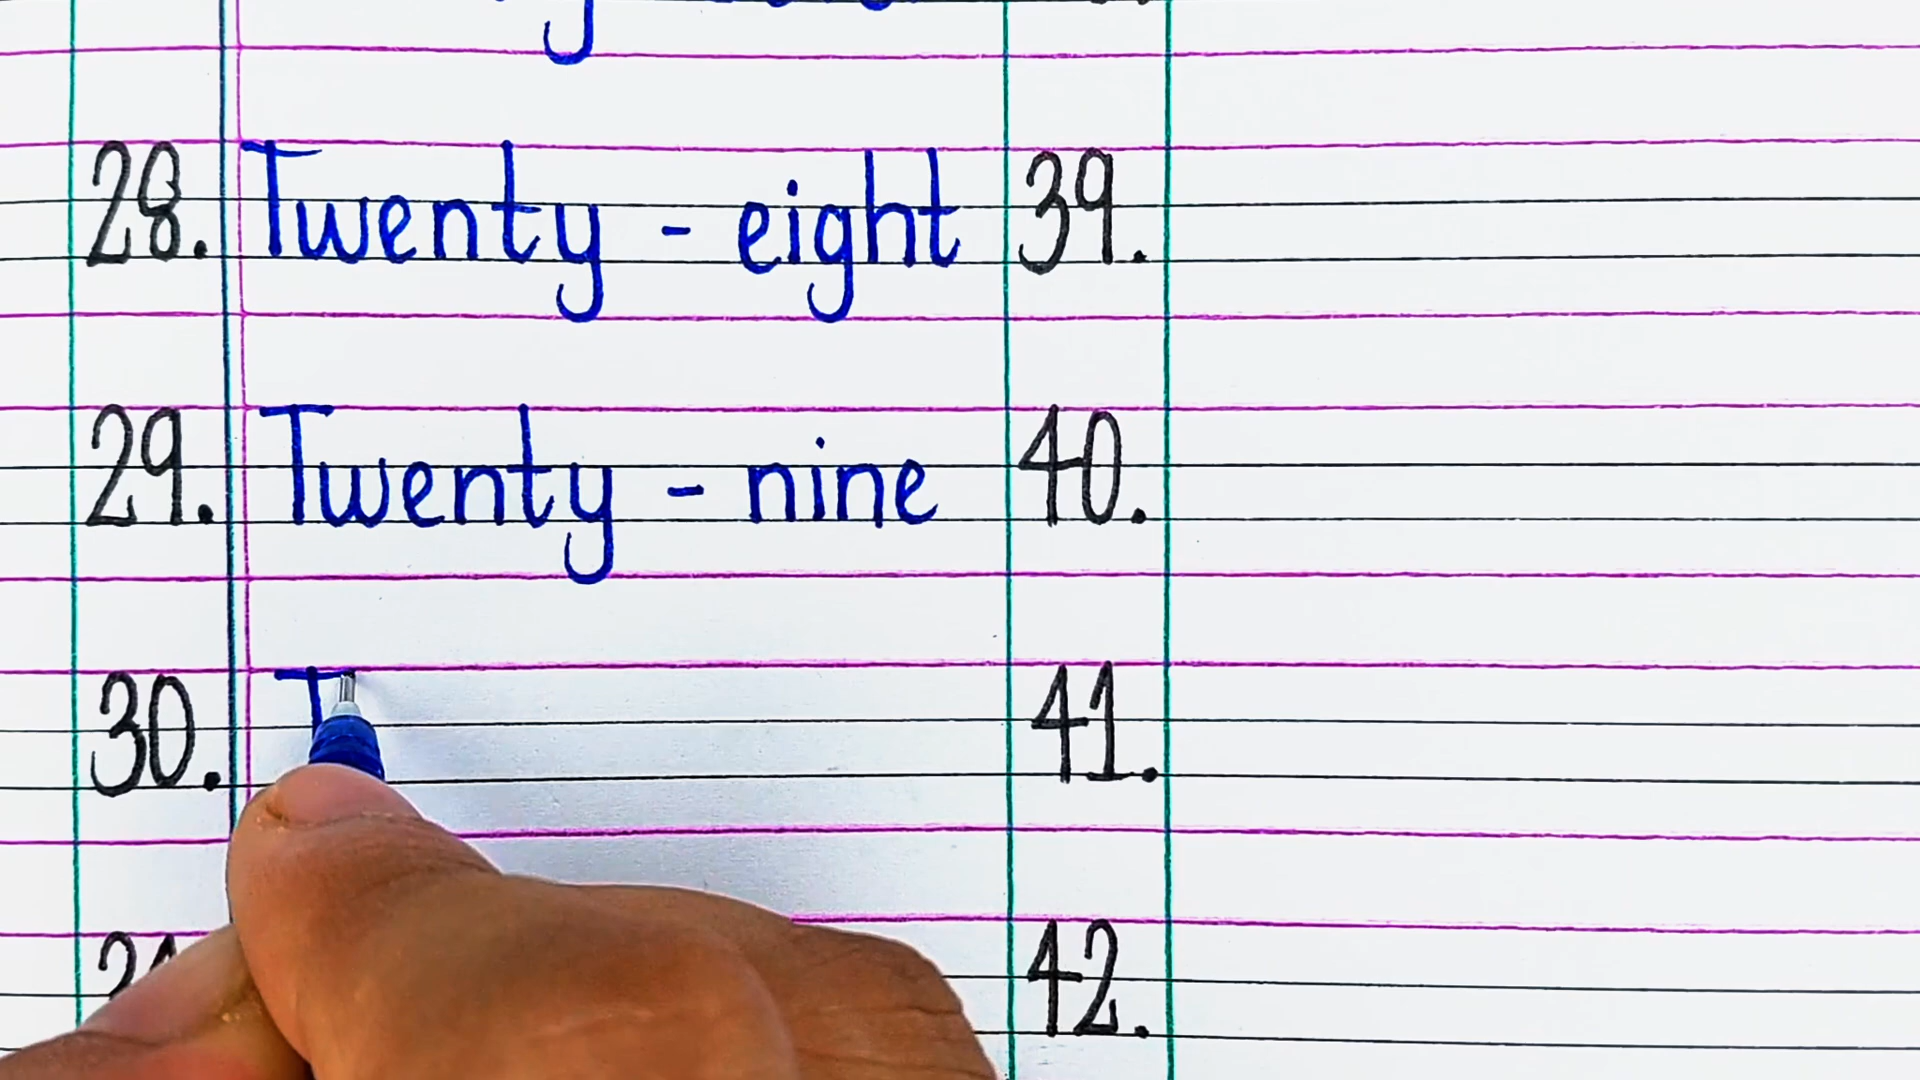 28. Twenty - eight 39.
29. Twenty - nine 40.
30. T 41.
42.